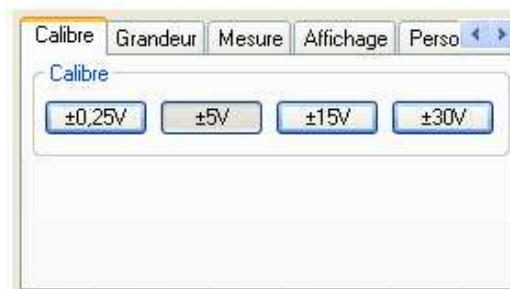 Calibre Grandeur Mesure Affichage Perso
Calibre
±0,25V ±5V ±15V ±30V